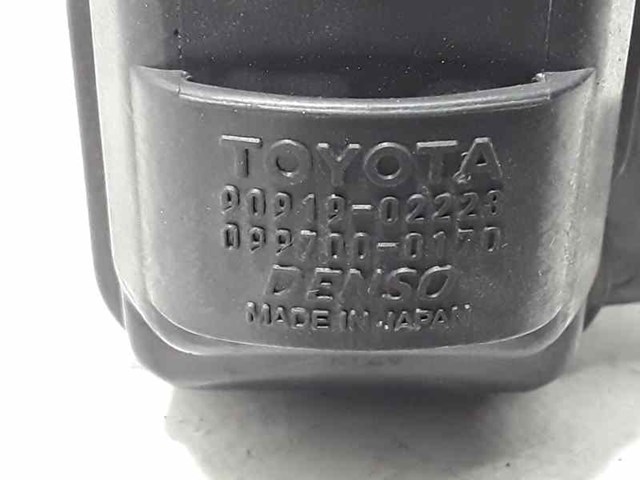 TOYOTA
90919-02223
099700-0170
DENSO
MADE IN JAPAN